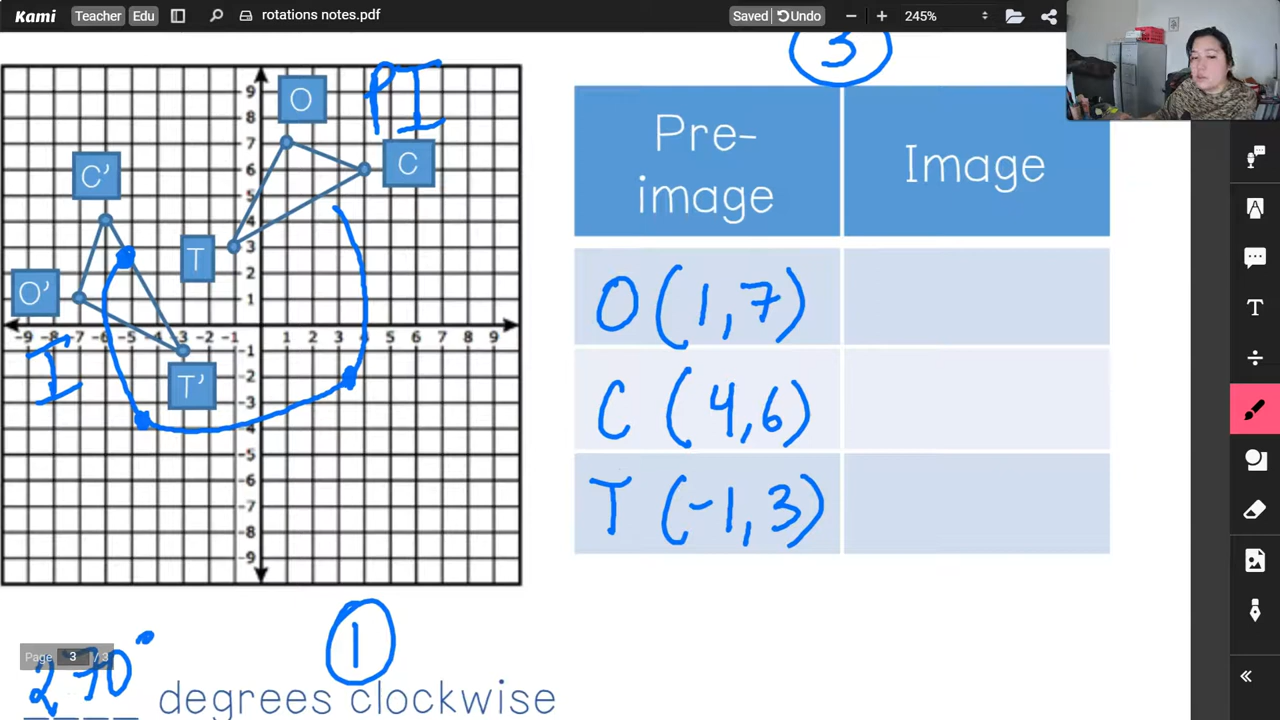 Kami Teacher Edu rotations notes.pdf Saved Undo 245%
3
PI
O
C
C'
T
O'
T'
I
9
8
7
6
5
4
3
2
1
-9 -8 -7 -6 -5 -4 -3 -2 -1 1 2 3 4 5 6 7 8 9
-1
-2
-3
-4
-5
-6
-7
-8
-9
Pre-image Image
O (1,7)
C (4,6)
T (-1,3)
1
Page 3 / 3
270° degrees clockwise